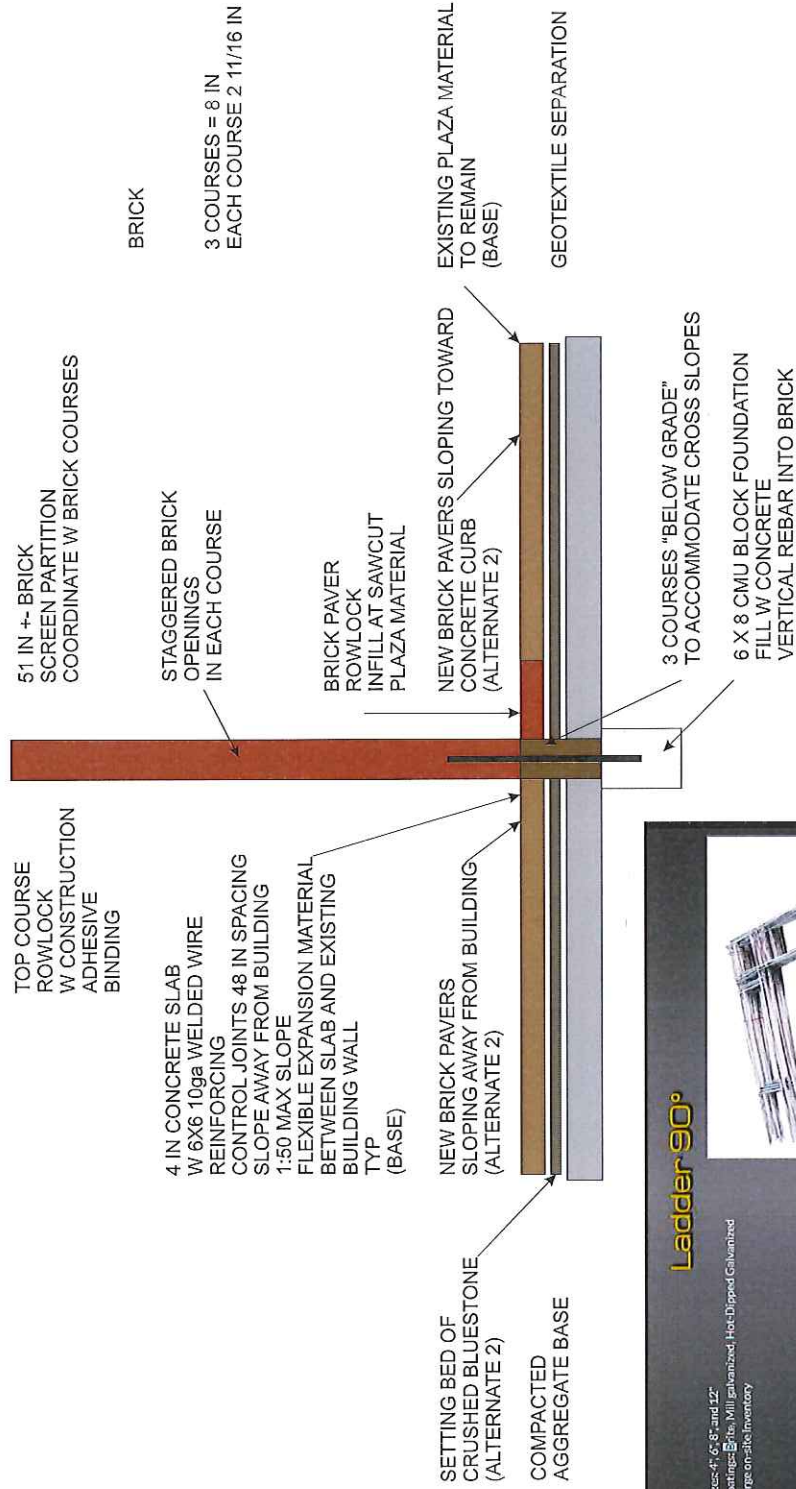 51 IN +- BRICK
SCREEN PARTITION
COORDINATE W BRICK COURSES
TOP COURSE
ROWLOCK
W CONSTRUCTION
ADHESIVE
BINDING
BRICK
3 COURSES = 8 IN
EACH COURSE 2 11/16 IN
STAGGERED BRICK
OPENINGS
IN EACH COURSE
4 IN CONCRETE SLAB
W 6X6 10ga WELDED WIRE
REINFORCING
CONTROL JOINTS 48 IN SPACING
SLOPE AWAY FROM BUILDING
1:50 MAX SLOPE
FLEXIBLE EXPANSION MATERIAL
BETWEEN SLAB AND EXISTING
BUILDING WALL
TYP
(BASE)
BRICK PAVER
ROWLOCK
INFILL AT SAWCUT
PLAZA MATERIAL
NEW BRICK PAVERS
SLOPING AWAY FROM BUILDING
(ALTERNATE 2)
NEW BRICK PAVERS SLOPING TOWARD
CONCRETE CURB
(ALTERNATE 2)
EXISTING PLAZA MATERIAL
TO REMAIN
(BASE)
SETTING BED OF
CRUSHED BLUESTONE
(ALTERNATE 2)
GEOTEXTILE SEPARATION
COMPACTED
AGGREGATE BASE
3 COURSES "BELOW GRADE"
TO ACCOMMODATE CROSS SLOPES
6 X 8 CMU BLOCK FOUNDATION
FILL W CONCRETE
VERTICAL REBAR INTO BRICK
Ladder 90°
4", 6", 8", and 12"
Brite, Mill galvanized, Hot-Dipped Galvanized
on-site Inventory